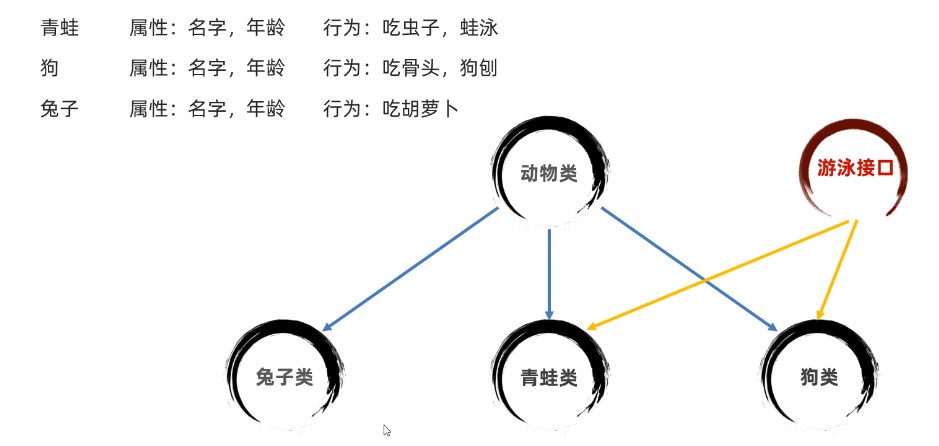 青蛙 属性：名字，年龄 行为：吃虫子，蛙泳
狗 属性：名字，年龄 行为：吃骨头，狗刨
兔子 属性：名字，年龄 行为：吃胡萝卜
动物类 游泳接口
兔子类 青蛙类 狗类